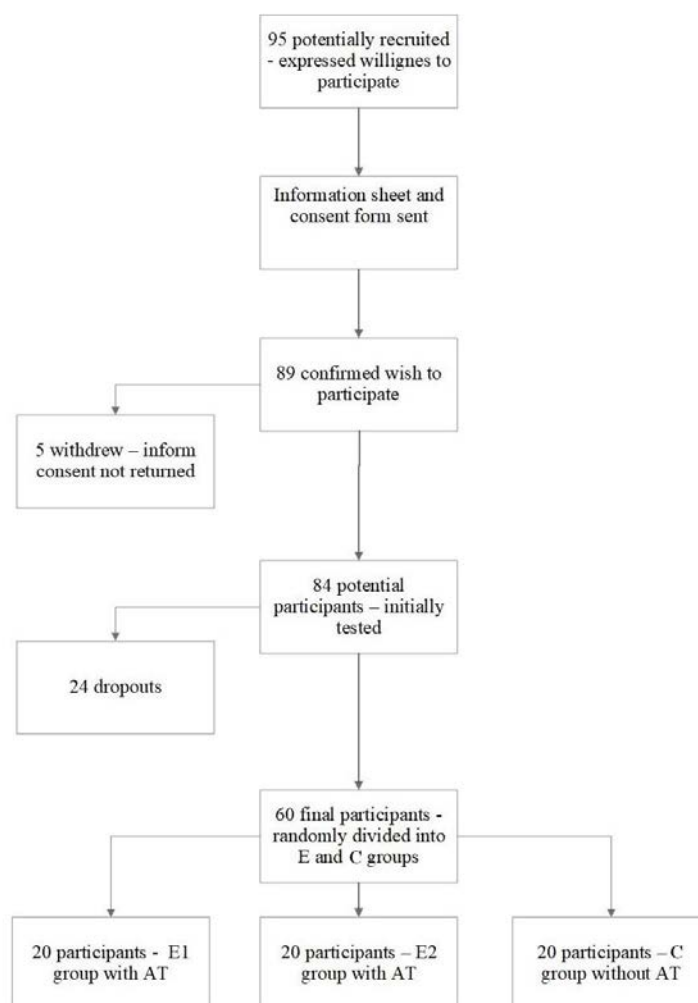 95 potentially recruited
- expressed willignes to
participate
Information sheet and
consent form sent
89 confirmed wish to
participate
5 withdrew – inform
consent not returned
84 potential
participants – initially
tested
24 dropouts
60 final participants -
randomly divided into
E and C groups
20 participants - E1
group with AT
20 participants – E2
group with AT
20 participants – C
group without AT